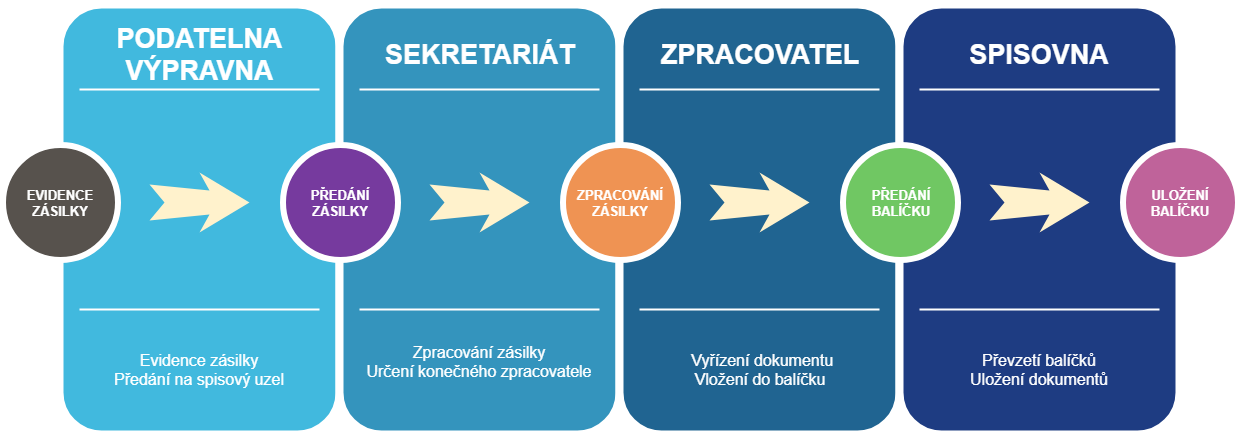 PODATELNA
VÝPRAVNA
SEKRETARIÁT
ZPRACOVATEL
SPISOVNA
EVIDENCE
ZÁSILKY
PŘEDÁNÍ
ZÁSILKY
ZPRACOVÁNÍ
ZÁSILKY
PŘEDÁNÍ
BALÍČKU
ULOŽENÍ
BALÍČKU
Evidence zásilky
Předání na spisový uzel
Zpracování zásilky
Určení konečného zpracovatele
Vyřízení dokumentu
Vložení do balíčku
Převzetí balíčků
Uložení dokumentů